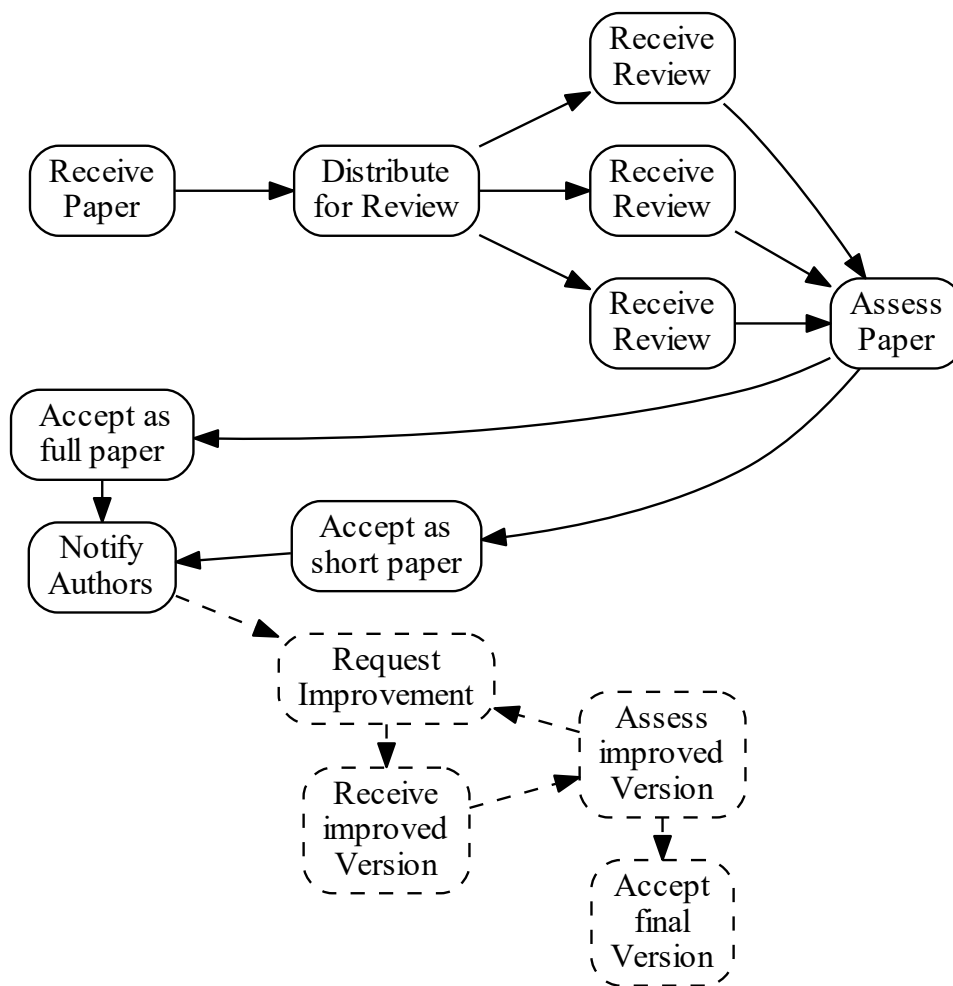 Receive
Review
Receive
Paper
Distribute
for Review
Receive
Review
Receive
Review
Assess
Paper
Accept as
full paper
Accept as
short paper
Notify
Authors
Request
Improvement
Assess
improved
Version
Receive
improved
Version
Accept
final
Version